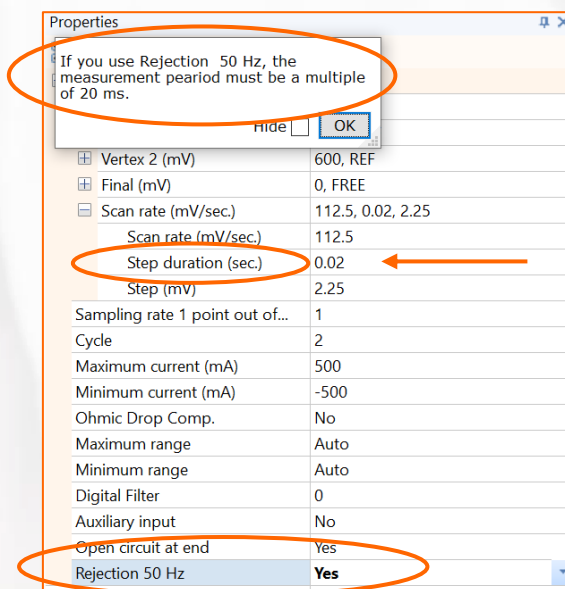 Properties
If you use Rejection  50 Hz, the
measurement peariod must be a multiple
of 20 ms.
Hide OK
Vertex 2 (mV) 600, REF
Final (mV) 0, FREE
Scan rate (mV/sec.) 112.5, 0.02, 2.25
Scan rate (mV/sec.) 112.5
Step duration (sec.) 0.02
Step (mV) 2.25
Sampling rate 1 point out of... 1
Cycle 2
Maximum current (mA) 500
Minimum current (mA) -500
Ohmic Drop Comp. No
Maximum range Auto
Minimum range Auto
Digital Filter 0
Auxiliary input No
Open circuit at end Yes
Rejection 50 Hz Yes